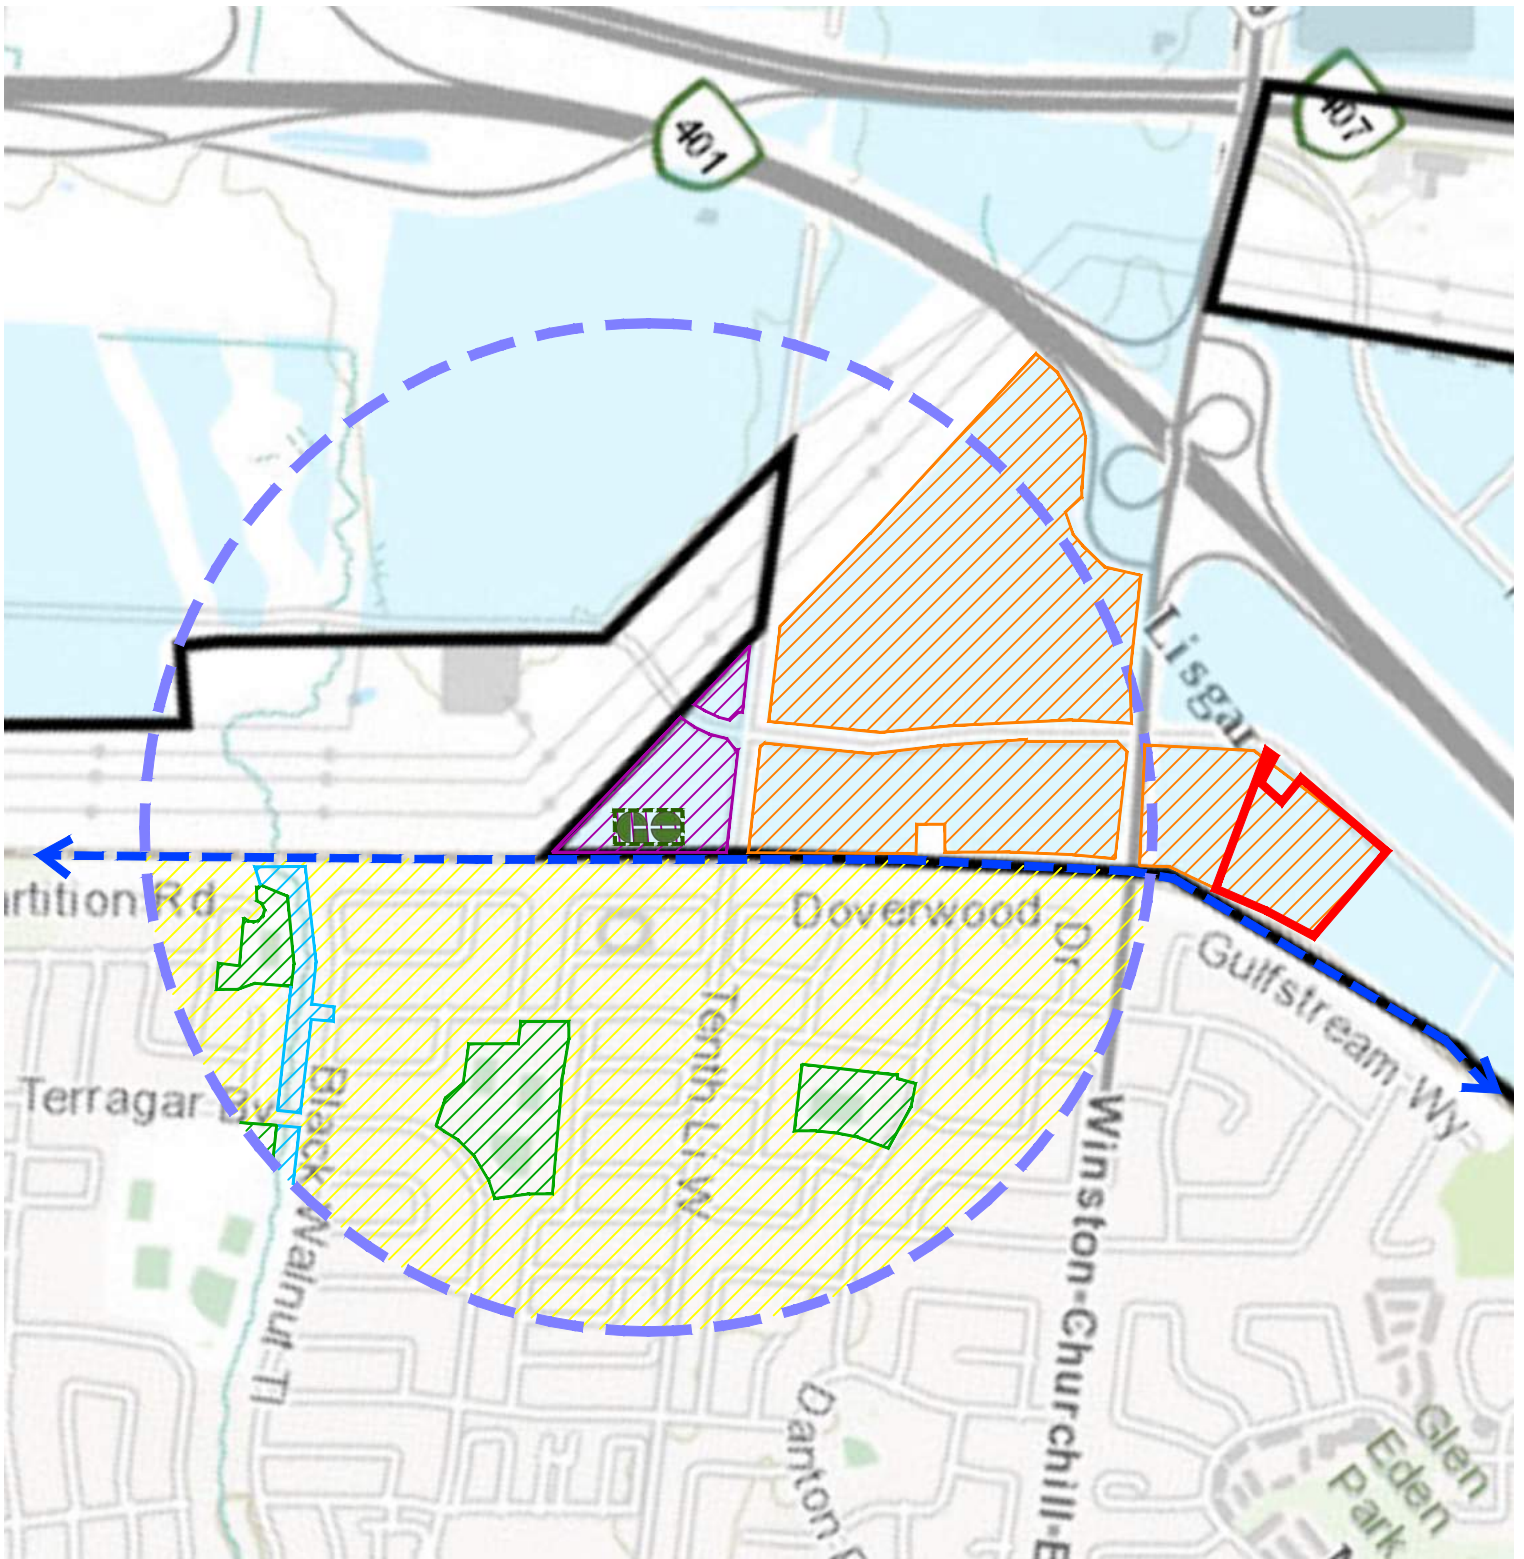 401
407
Lisgar
rtition Rd
Doverwood Dr
Gulfstream Wy
Tenth Li W
Terragar Bv
Black Walnut Tl
Winston-Churchill-B
Danton
Glen
Eden
Park